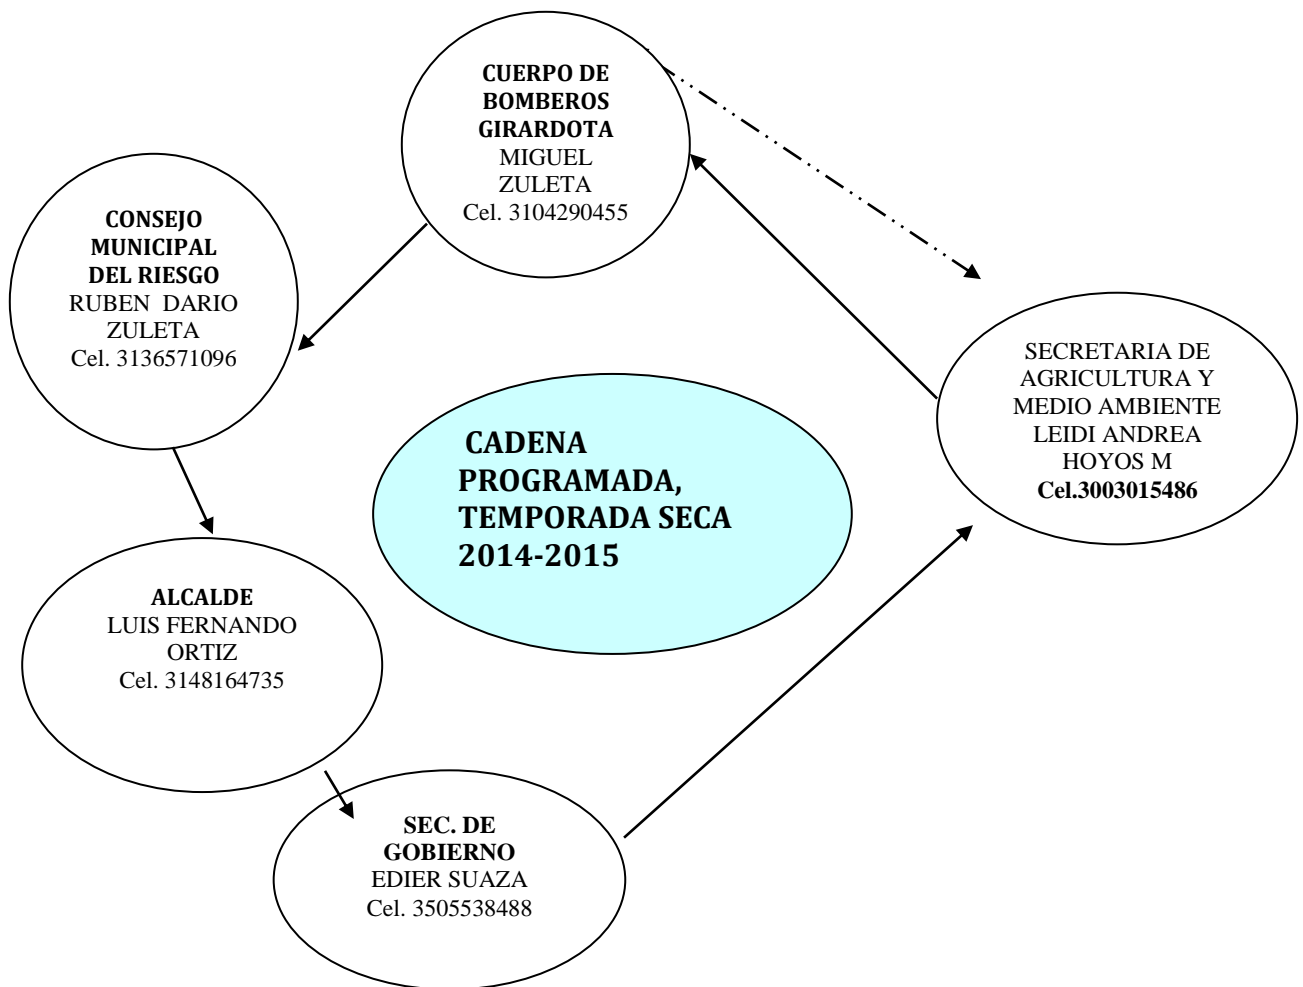 CUERPO DE
BOMBEROS
GIRARDOTA
MIGUEL
ZULETA
Cel. 3104290455
CONSEJO
MUNICIPAL
DEL RIESGO
RUBEN DARIO
ZULETA
Cel. 3136571096
SECRETARIA DE
AGRICULTURA Y
MEDIO AMBIENTE
LEIDI ANDREA
HOYOS M
Cel.3003015486
CADENA
PROGRAMADA,
TEMPORADA SECA
2014-2015
ALCALDE
LUIS FERNANDO
ORTIZ
Cel. 3148164735
SEC. DE
GOBIERNO
EDIER SUAZA
Cel. 3505538488